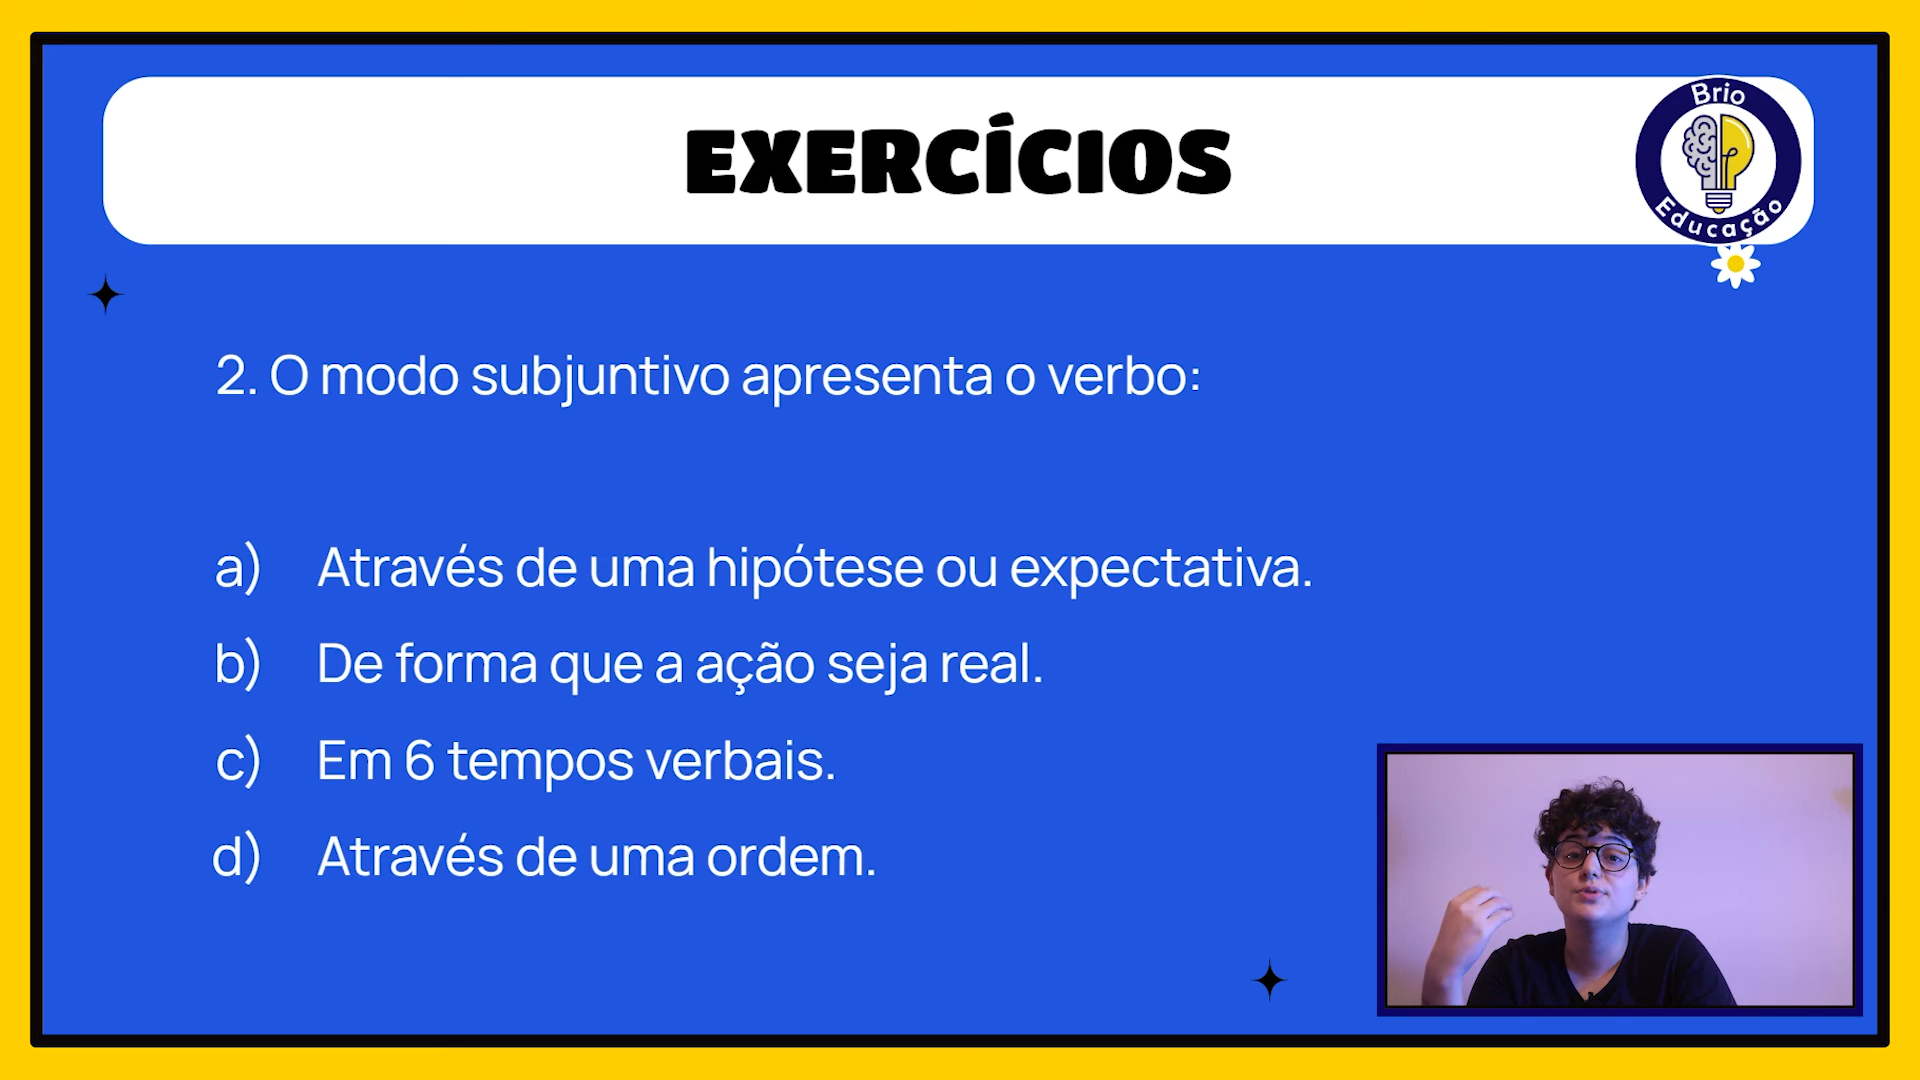 EXERCÍCIOS
Brio
Educação
2. O modo subjuntivo apresenta o verbo:
a) Através de uma hipótese ou expectativa.
b) De forma que a ação seja real.
c) Em 6 tempos verbais.
d) Através de uma ordem.